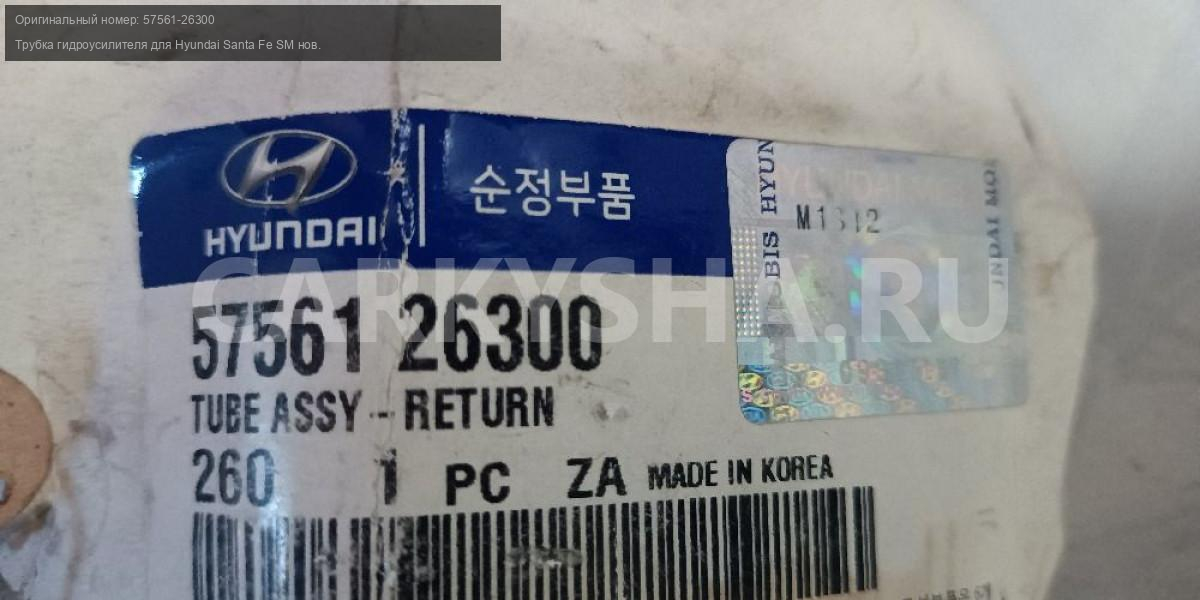 Оригинальный номер: 57561-26300
Трубка гидроусилителя для Hyundai Santa Fe SM нов.
HYUNDAI
순정부품
57561 26300
TUBE ASSY - RETURN
260 1 PC ZA MADE IN KOREA
CARKYSHA.RU